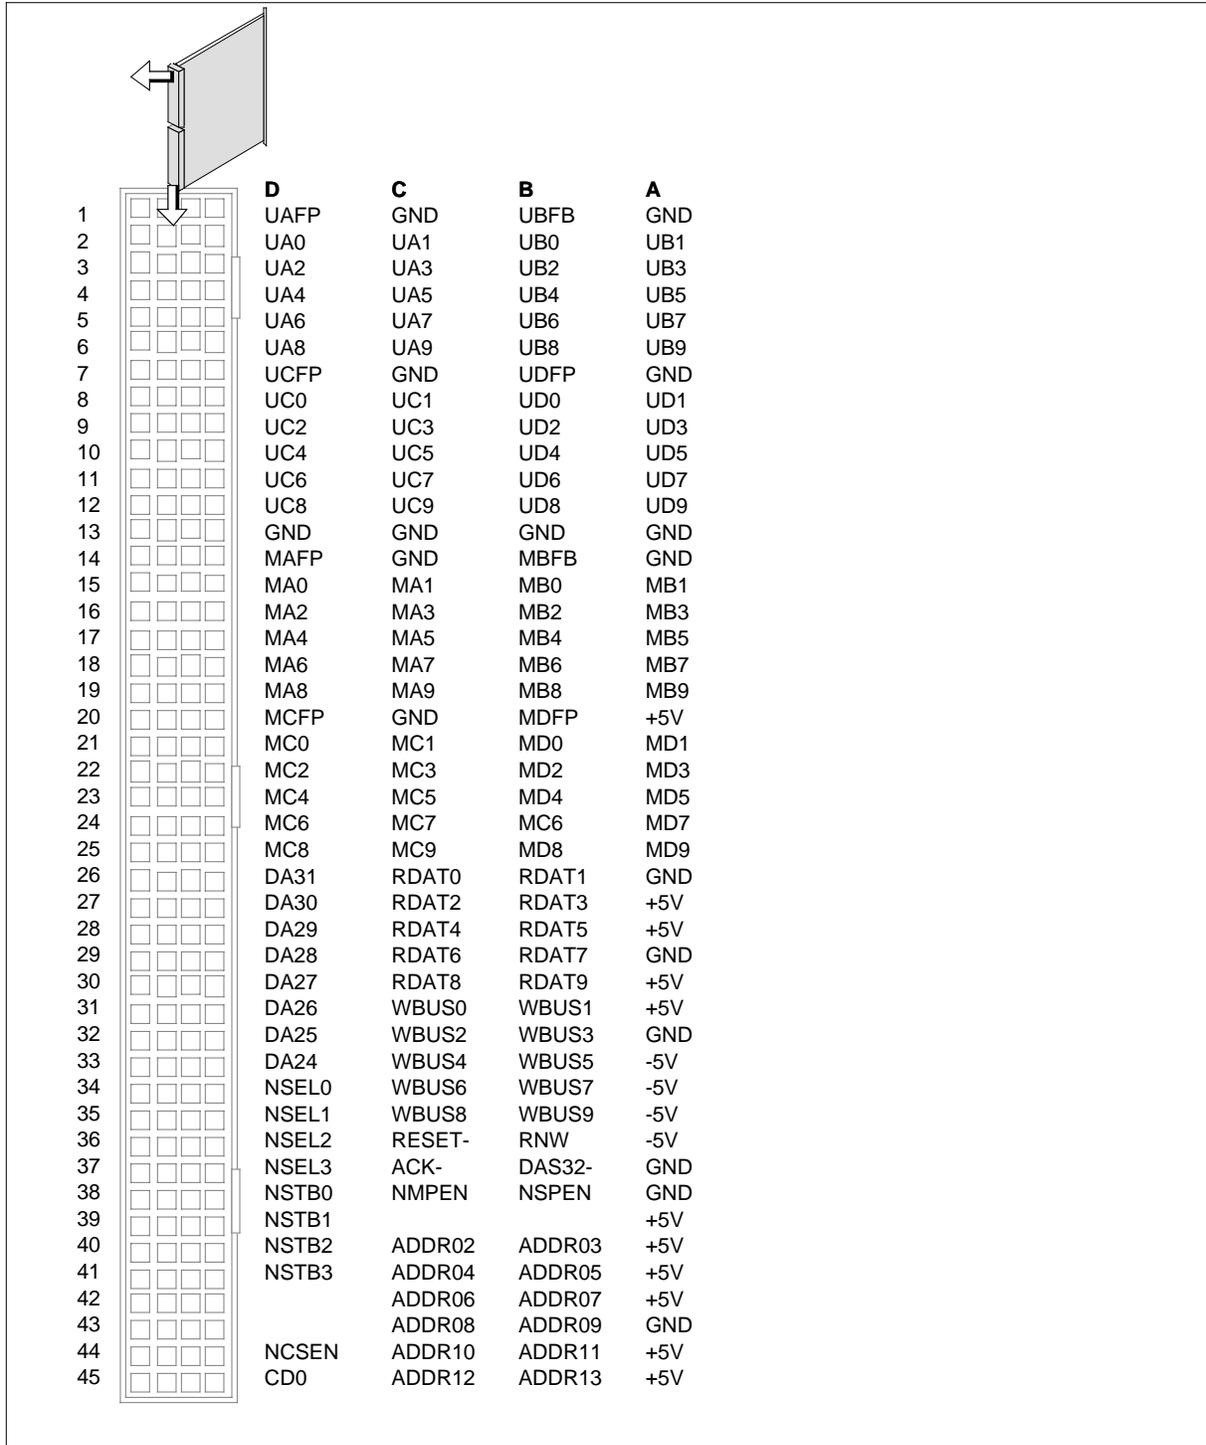 D C B A
1 UAFP GND UBFB GND
2 UA0 UA1 UB0 UB1
3 UA2 UA3 UB2 UB3
4 UA4 UA5 UB4 UB5
5 UA6 UA7 UB6 UB7
6 UA8 UA9 UB8 UB9
7 UCFP GND UDFP GND
8 UC0 UC1 UD0 UD1
9 UC2 UC3 UD2 UD3
10 UC4 UC5 UD4 UD5
11 UC6 UC7 UD6 UD7
12 UC8 UC9 UD8 UD9
13 GND GND GND GND
14 MAFP GND MBFB GND
15 MA0 MA1 MB0 MB1
16 MA2 MA3 MB2 MB3
17 MA4 MA5 MB4 MB5
18 MA6 MA7 MB6 MB7
19 MA8 MA9 MB8 MB9
20 MCFP GND MDFP +5V
21 MC0 MC1 MD0 MD1
22 MC2 MC3 MD2 MD3
23 MC4 MC5 MD4 MD5
24 MC6 MC7 MC6 MD7
25 MC8 MC9 MD8 MD9
26 DA31 RDAT0 RDAT1 GND
27 DA30 RDAT2 RDAT3 +5V
28 DA29 RDAT4 RDAT5 +5V
29 DA28 RDAT6 RDAT7 GND
30 DA27 RDAT8 RDAT9 +5V
31 DA26 WBUS0 WBUS1 +5V
32 DA25 WBUS2 WBUS3 GND
33 DA24 WBUS4 WBUS5 -5V
34 NSEL0 WBUS6 WBUS7 -5V
35 NSEL1 WBUS8 WBUS9 -5V
36 NSEL2 RESET- RNW -5V
37 NSEL3 ACK- DAS32- GND
38 NSTB0 NMPEN NSPEN GND
39 NSTB1 +5V
40 NSTB2 ADDR02 ADDR03 +5V
41 NSTB3 ADDR04 ADDR05 +5V
42 ADDR06 ADDR07 +5V
43 ADDR08 ADDR09 GND
44 NCSEN ADDR10 ADDR11 +5V
45 CD0 ADDR12 ADDR13 +5V